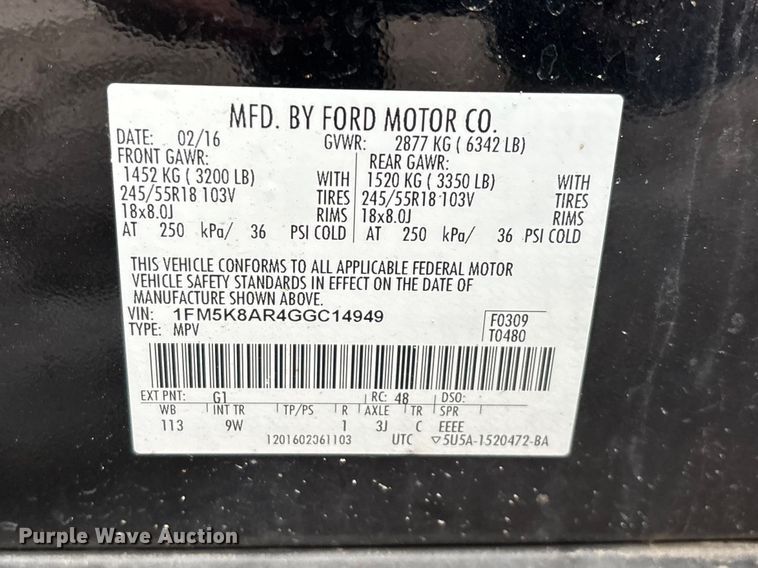 MFD. BY FORD MOTOR CO.
DATE: 02/16 GVWR: 2877 KG ( 6342 LB)
FRONT GAWR: REAR GAWR:
1452 KG ( 3200 LB) WITH 1520 KG ( 3350 LB) WITH
245/55R18 103V TIRES 245/55R18 103V TIRES
18x8.0J RIMS 18x8.0J RIMS
AT 250 kPa/ 36 PSI COLD AT 250 kPa/ 36 PSI COLD
THIS VEHICLE CONFORMS TO ALL APPLICABLE FEDERAL MOTOR
VEHICLE SAFETY STANDARDS IN EFFECT ON THE DATE OF
MANUFACTURE SHOWN ABOVE.
VIN: 1FM5K8AR4GGC14949 F0309
TYPE: MPV T0480
EXT PNT: G1 RC: 48 DSO:
WB INT TR TP/PS R AXLE TR SPR
113 9W 1 3J C EEEE
1201602061103 UTC ▽5U5A-1520472-BA
Purple Wave Auction